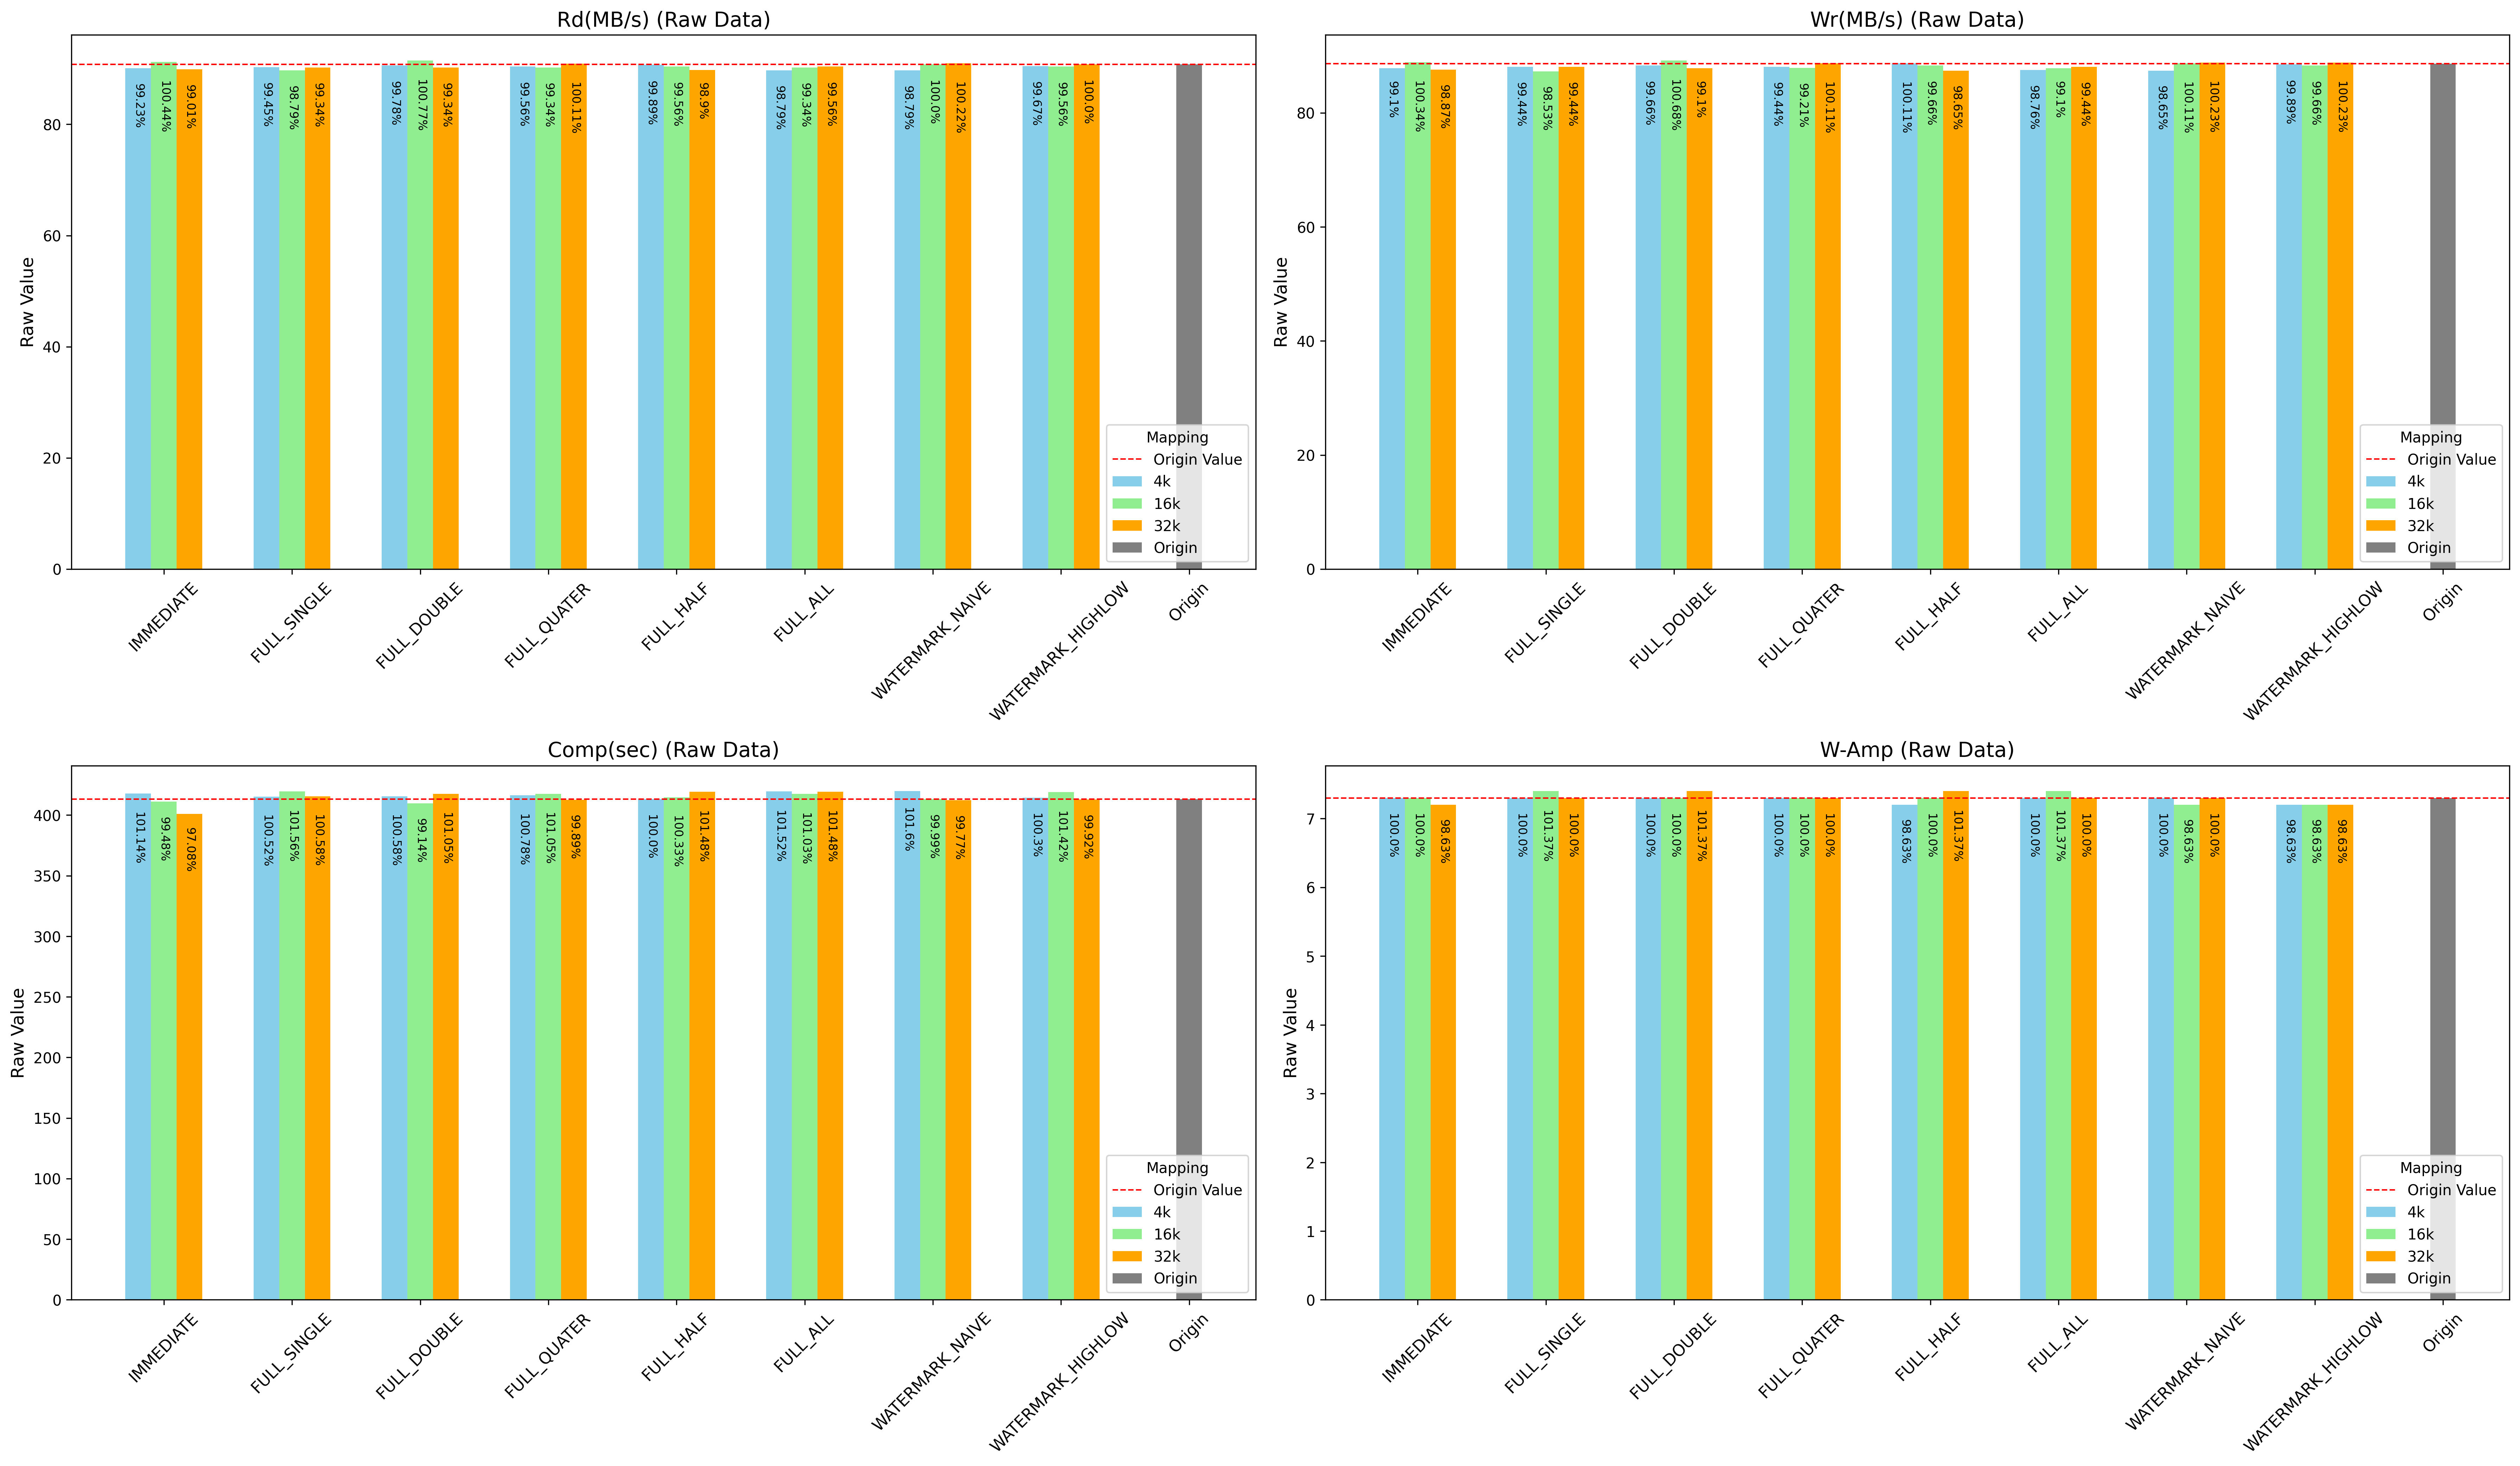 Rd(MB/s) (Raw Data)
Raw Value
80
60
40
20
0
99.23%
100.44%
99.01%
99.45%
98.79%
99.34%
99.78%
100.77%
99.34%
99.56%
99.34%
100.11%
99.89%
99.56%
98.9%
98.79%
99.34%
99.56%
98.79%
100.0%
100.22%
99.67%
99.56%
100.0%
Mapping
Origin Value
4k
16k
32k
Origin
IMMEDIATE
FULL_SINGLE
FULL_DOUBLE
FULL_QUATER
FULL_HALF
FULL_ALL
WATERMARK_NAIVE
WATERMARK_HIGHLOW
Origin
Wr(MB/s) (Raw Data)
Raw Value
80
60
40
20
0
99.1%
100.34%
98.87%
99.44%
98.53%
99.44%
99.66%
100.68%
99.1%
99.44%
99.21%
100.11%
100.11%
99.66%
98.65%
98.76%
99.1%
99.44%
98.65%
100.11%
100.23%
99.89%
99.66%
100.23%
Mapping
Origin Value
4k
16k
32k
Origin
IMMEDIATE
FULL_SINGLE
FULL_DOUBLE
FULL_QUATER
FULL_HALF
FULL_ALL
WATERMARK_NAIVE
WATERMARK_HIGHLOW
Origin
Comp(sec) (Raw Data)
Raw Value
400
350
300
250
200
150
100
50
0
101.14%
99.48%
97.08%
100.52%
101.56%
100.58%
100.58%
99.14%
101.05%
100.78%
101.05%
99.89%
100.0%
100.33%
101.48%
101.52%
101.03%
101.48%
101.6%
99.99%
99.77%
100.3%
101.42%
99.92%
Mapping
Origin Value
4k
16k
32k
Origin
IMMEDIATE
FULL_SINGLE
FULL_DOUBLE
FULL_QUATER
FULL_HALF
FULL_ALL
WATERMARK_NAIVE
WATERMARK_HIGHLOW
Origin
W-Amp (Raw Data)
Raw Value
7
6
5
4
3
2
1
0
100.0%
100.0%
98.63%
100.0%
101.37%
100.0%
100.0%
100.0%
101.37%
100.0%
100.0%
100.0%
98.63%
100.0%
101.37%
100.0%
101.37%
100.0%
100.0%
98.63%
100.0%
98.63%
98.63%
98.63%
Mapping
Origin Value
4k
16k
32k
Origin
IMMEDIATE
FULL_SINGLE
FULL_DOUBLE
FULL_QUATER
FULL_HALF
FULL_ALL
WATERMARK_NAIVE
WATERMARK_HIGHLOW
Origin